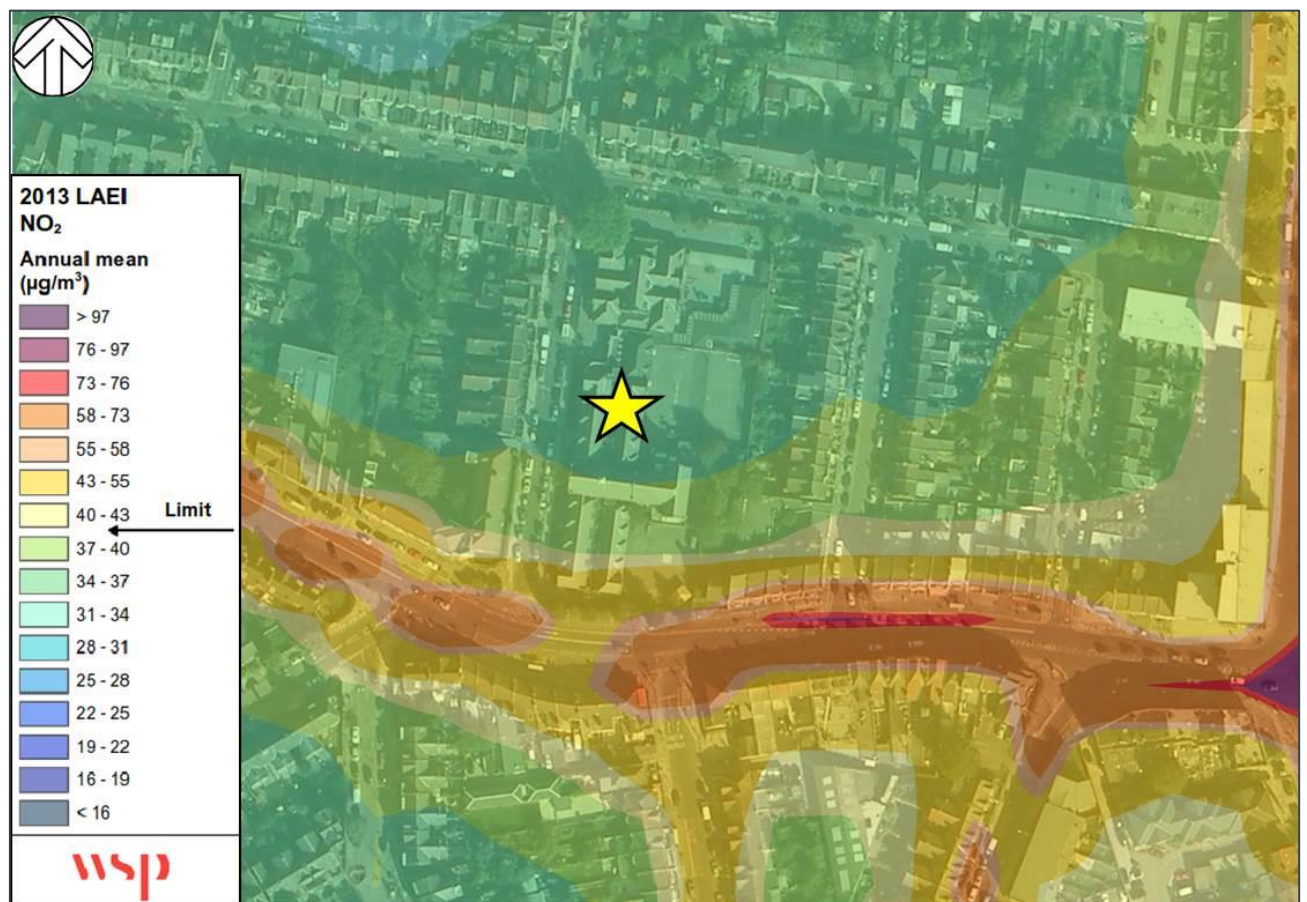 2013 LAEI
NO₂
Annual mean
(µg/m³)
> 97
76 - 97
73 - 76
58 - 73
55 - 58
43 - 55
40 - 43
Limit
37 - 40
34 - 37
31 - 34
28 - 31
25 - 28
22 - 25
19 - 22
16 - 19
< 16
wsp